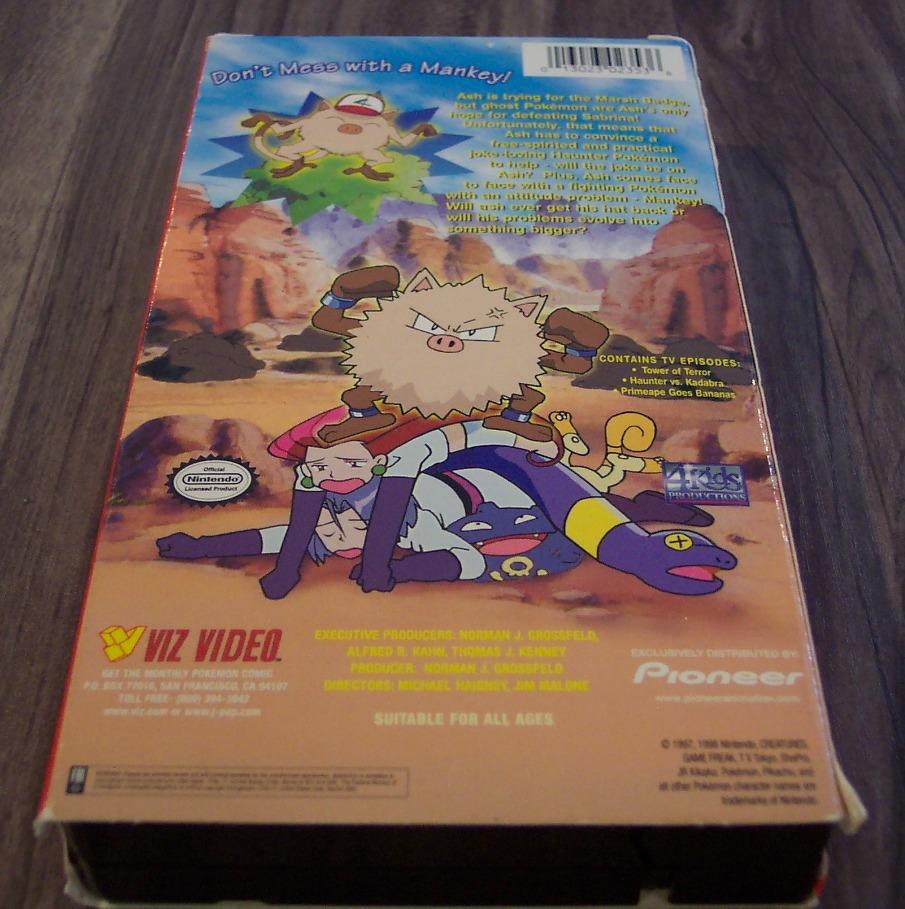 Don't Mess with a Mankey!
0 13023 02353 6
Ash is trying for the Marsh Badge,
but ghost Pokémon are Ash's only
hope for defeating Sabrina!
Unfortunately, that means that
Ash has to convince a
free-spirited and practical
joke-loving Haunter Pokémon
to help - will the joke be on
Ash? Plus, Ash comes face
to face with a fighting Pokémon
with an attitude problem - Mankey!
Will ash ever get his hat back or
will his problems evolve into
something bigger?
CONTAINS TV EPISODES:
• Tower of Terror
• Haunter vs. Kadabra
• Primeape Goes Bananas
Official
Nintendo
Licensed Product
4Kids
PRODUCTIONS
VIZ VIDEO™
GET THE MONTHLY POKEMON COMIC
P.O. BOX 77010, SAN FRANCISCO, CA 94107
TOLL FREE: (800) 394-3042
www.viz.com or www.j-pop.com
EXECUTIVE PRODUCERS: NORMAN J. GROSSFELD,
ALFRED R. KAHN, THOMAS J. KENNEY
PRODUCER: NORMAN J. GROSSFELD
DIRECTORS: MICHAEL HAIGNEY, JIM MALONE
SUITABLE FOR ALL AGES
EXCLUSIVELY DISTRIBUTED BY:
Pioneer
www.pioneeranimation.com
© 1997, 1998 Nintendo, CREATURES,
GAME FREAK, TV Tokyo, ShoPro,
JR Kikaku. Pokémon, Pikachu, and
all other Pokémon character names are
trademarks of Nintendo.
FBI